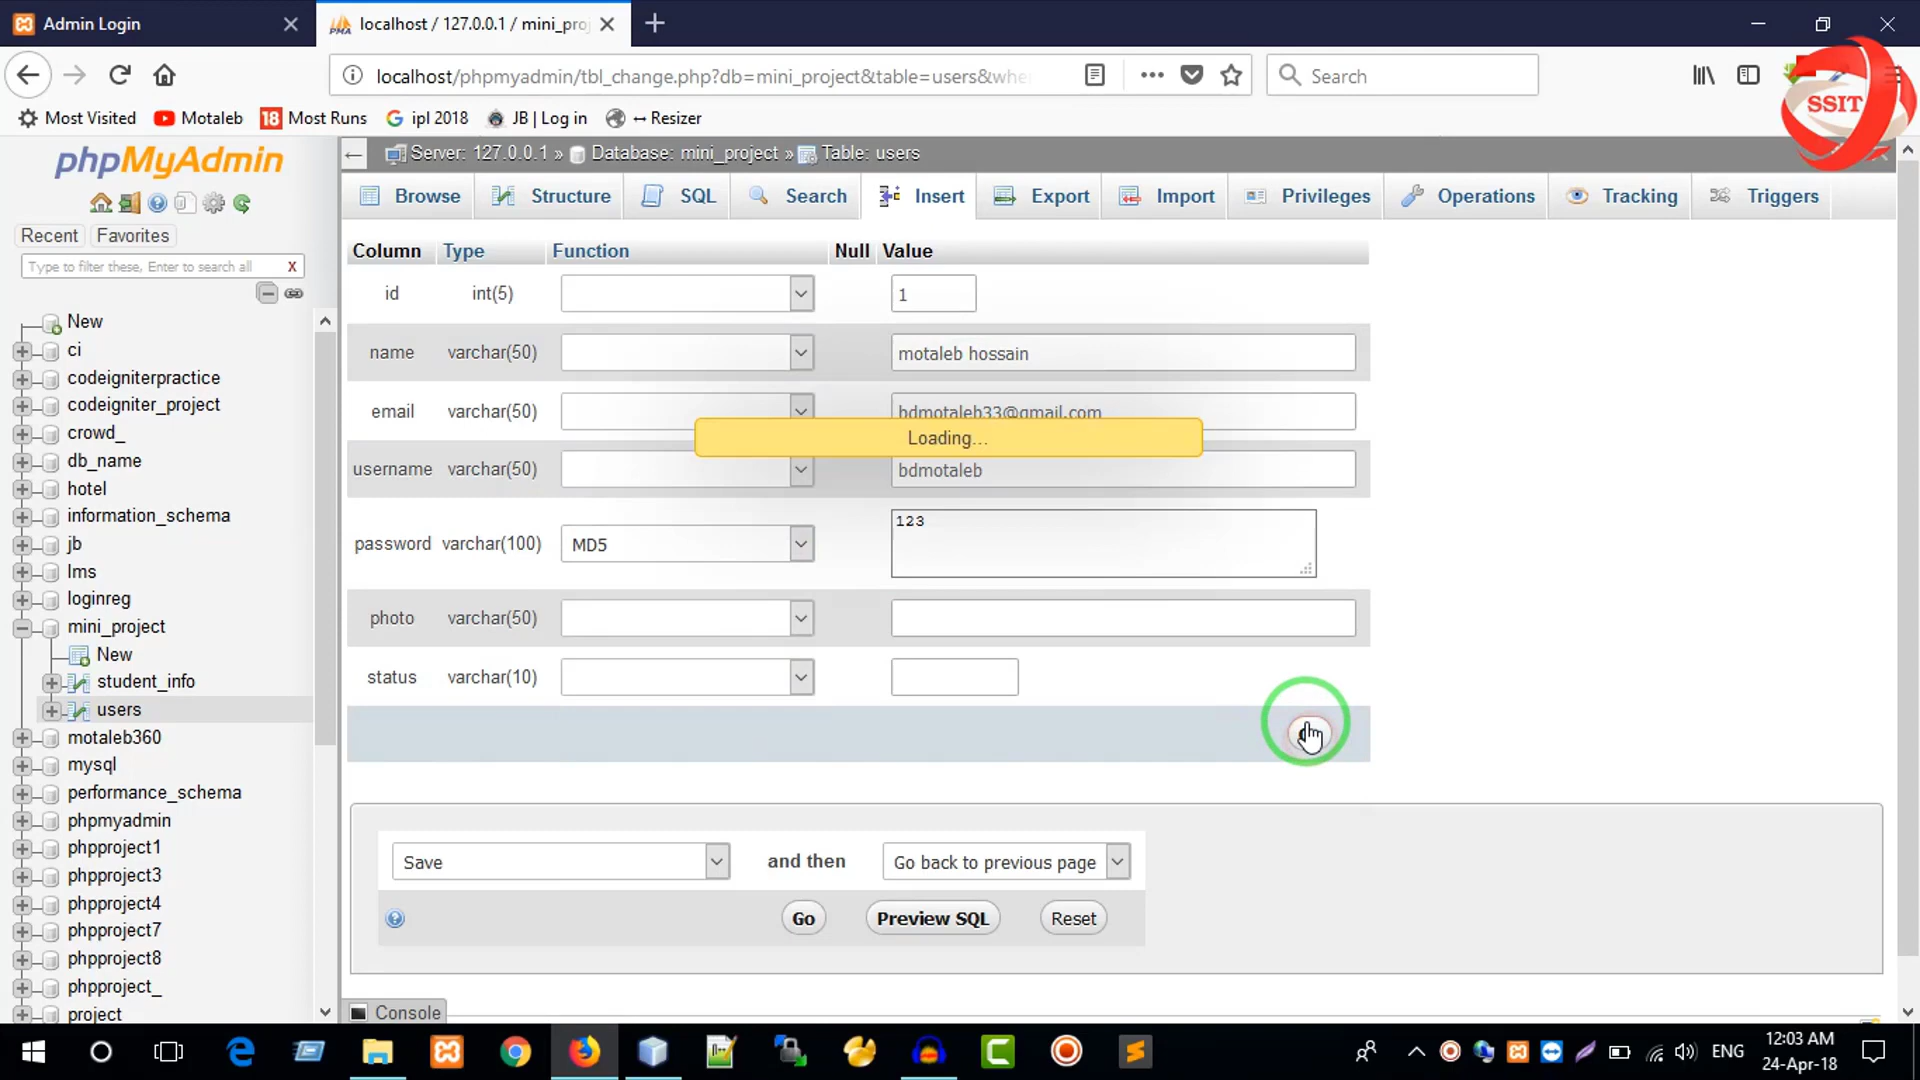 Admin Login
localhost / 127.0.0.1 / mini_pro
localhost/phpmyadmin/tbl_change.php?db=mini_project&table=users&whe
Search
Most Visited
Motaleb
18 Most Runs
ipl 2018
JB | Log in
↔ Resizer
SSIT
phpMyAdmin
Recent
Favorites
Type to filter these, Enter to search all
X
New
ci
codeigniterpractice
codeigniter_project
crowd_
db_name
hotel
information_schema
jb
lms
loginreg
mini_project
New
student_info
users
motaleb360
mysql
performance_schema
phpmyadmin
phpproject1
phpproject3
phpproject4
phpproject7
phpproject8
phpproject_
project
Server: 127.0.0.1 » Database: mini_project » Table: users
Browse
Structure
SQL
Search
Insert
Export
Import
Privileges
Operations
Tracking
Triggers
Column Type Function Null Value
id int(5) 1
name varchar(50) motaleb hossain
email varchar(50) bdmotaleb33@gmail.com
Loading...
username varchar(50) bdmotaleb
password varchar(100) MD5 123
photo varchar(50)
status varchar(10)
Save and then Go back to previous page
Go Preview SQL Reset
Console
ENG
12:03 AM
24-Apr-18